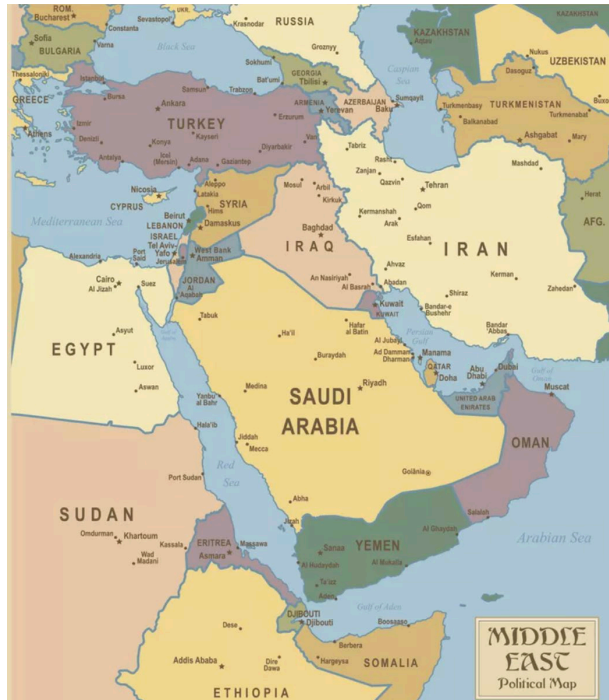 ROM.
Bucharest
UKR.
Sevastopol
Constanta
Krasnodar
RUSSIA
KAZAKHSTAN
KAZAKHSTAN
Sofia
BULGARIA
Varna
Black Sea
Groznyy
Sokhumi
Caspian
Sea
Nukus
Dasoguz
UZBEKISTAN
Thessaloniki
Istanbul
Bursa
Samsun
Trabzon
Bat'umi
GEORGIA
Tbilisi
GREECE
Ankara
ARMENIA
Yerevan
AZERBAIJAN
Baku
Sumqayit
Turkmenbasy
TURKMENISTAN
Turkmenabat
Balkanabad
Athens
Izmir
TURKEY
Erzurum
Kayseri
Denizli
Konya
Van
Ashgabat
Mary
Antalya
Icel
(Mersin)
Adana
Gaziantep
Diyarbakir
Tabriz
Rasht
Zanjan
Qazvin
Tehran
Mashdad
Nicosia
CYPRUS
Aleppo
Latakia
Hims
SYRIA
Mosul
Arbil
Kirkuk
Qom
Herat
Mediterranean Sea
Beirut
LEBANON
Damaskus
Baghdad
Kermanshah
Arak
AFG.
ISRAEL
Tel Aviv-
Yafo
Jerusalem
West Bank
Amman
IRAQ
Esfahan
IRAN
Alexandria
Port
Said
JORDAN
Al
Aqabah
An Nasiriyah
Al Basrah
Ahvaz
Abadan
Cairo
Al Jizah
Suez
Shiraz
Kerman
Zahedan
Kuwait
KUWAIT
Bandar-e
Bushehr
Tabuk
Ha'il
Hafar
al Batin
Persian
Gulf
Bandar
'Abbas
Asyut
EGYPT
Al Jubayl
Ad Dammam
Dharman
Manama
Luxor
Buraydah
QATAR
Doha
Abu
Dhabi
Dubai
Gulf of
Oman
Aswan
Medina
Riyadh
Muscat
Yanbu
al Bahr
SAUDI
ARABIA
UNITED ARAB
EMIRATES
Hala'ib
Jiddah
Mecca
OMAN
Red
Sea
Port Sudan
Golānia
Abha
SUDAN
Salalah
Jizah
Omdurman
Khartoum
Kassala
ERITREA
Massawa
Asmara
Sanaa
YEMEN
Al Ghaydah
Arabian Sea
Wad
Madani
Al Hudaydah
Al Mukalla
Ta'az
Aden
Gulf of Aden
DJIBOUTI
Djibouti
Dese
Boosaaso
Berbera
Addis Ababa
Dire
Dawa
Hargeysa
SOMALIA
ETHIOPIA
MIDDLE
EAST
Political Map